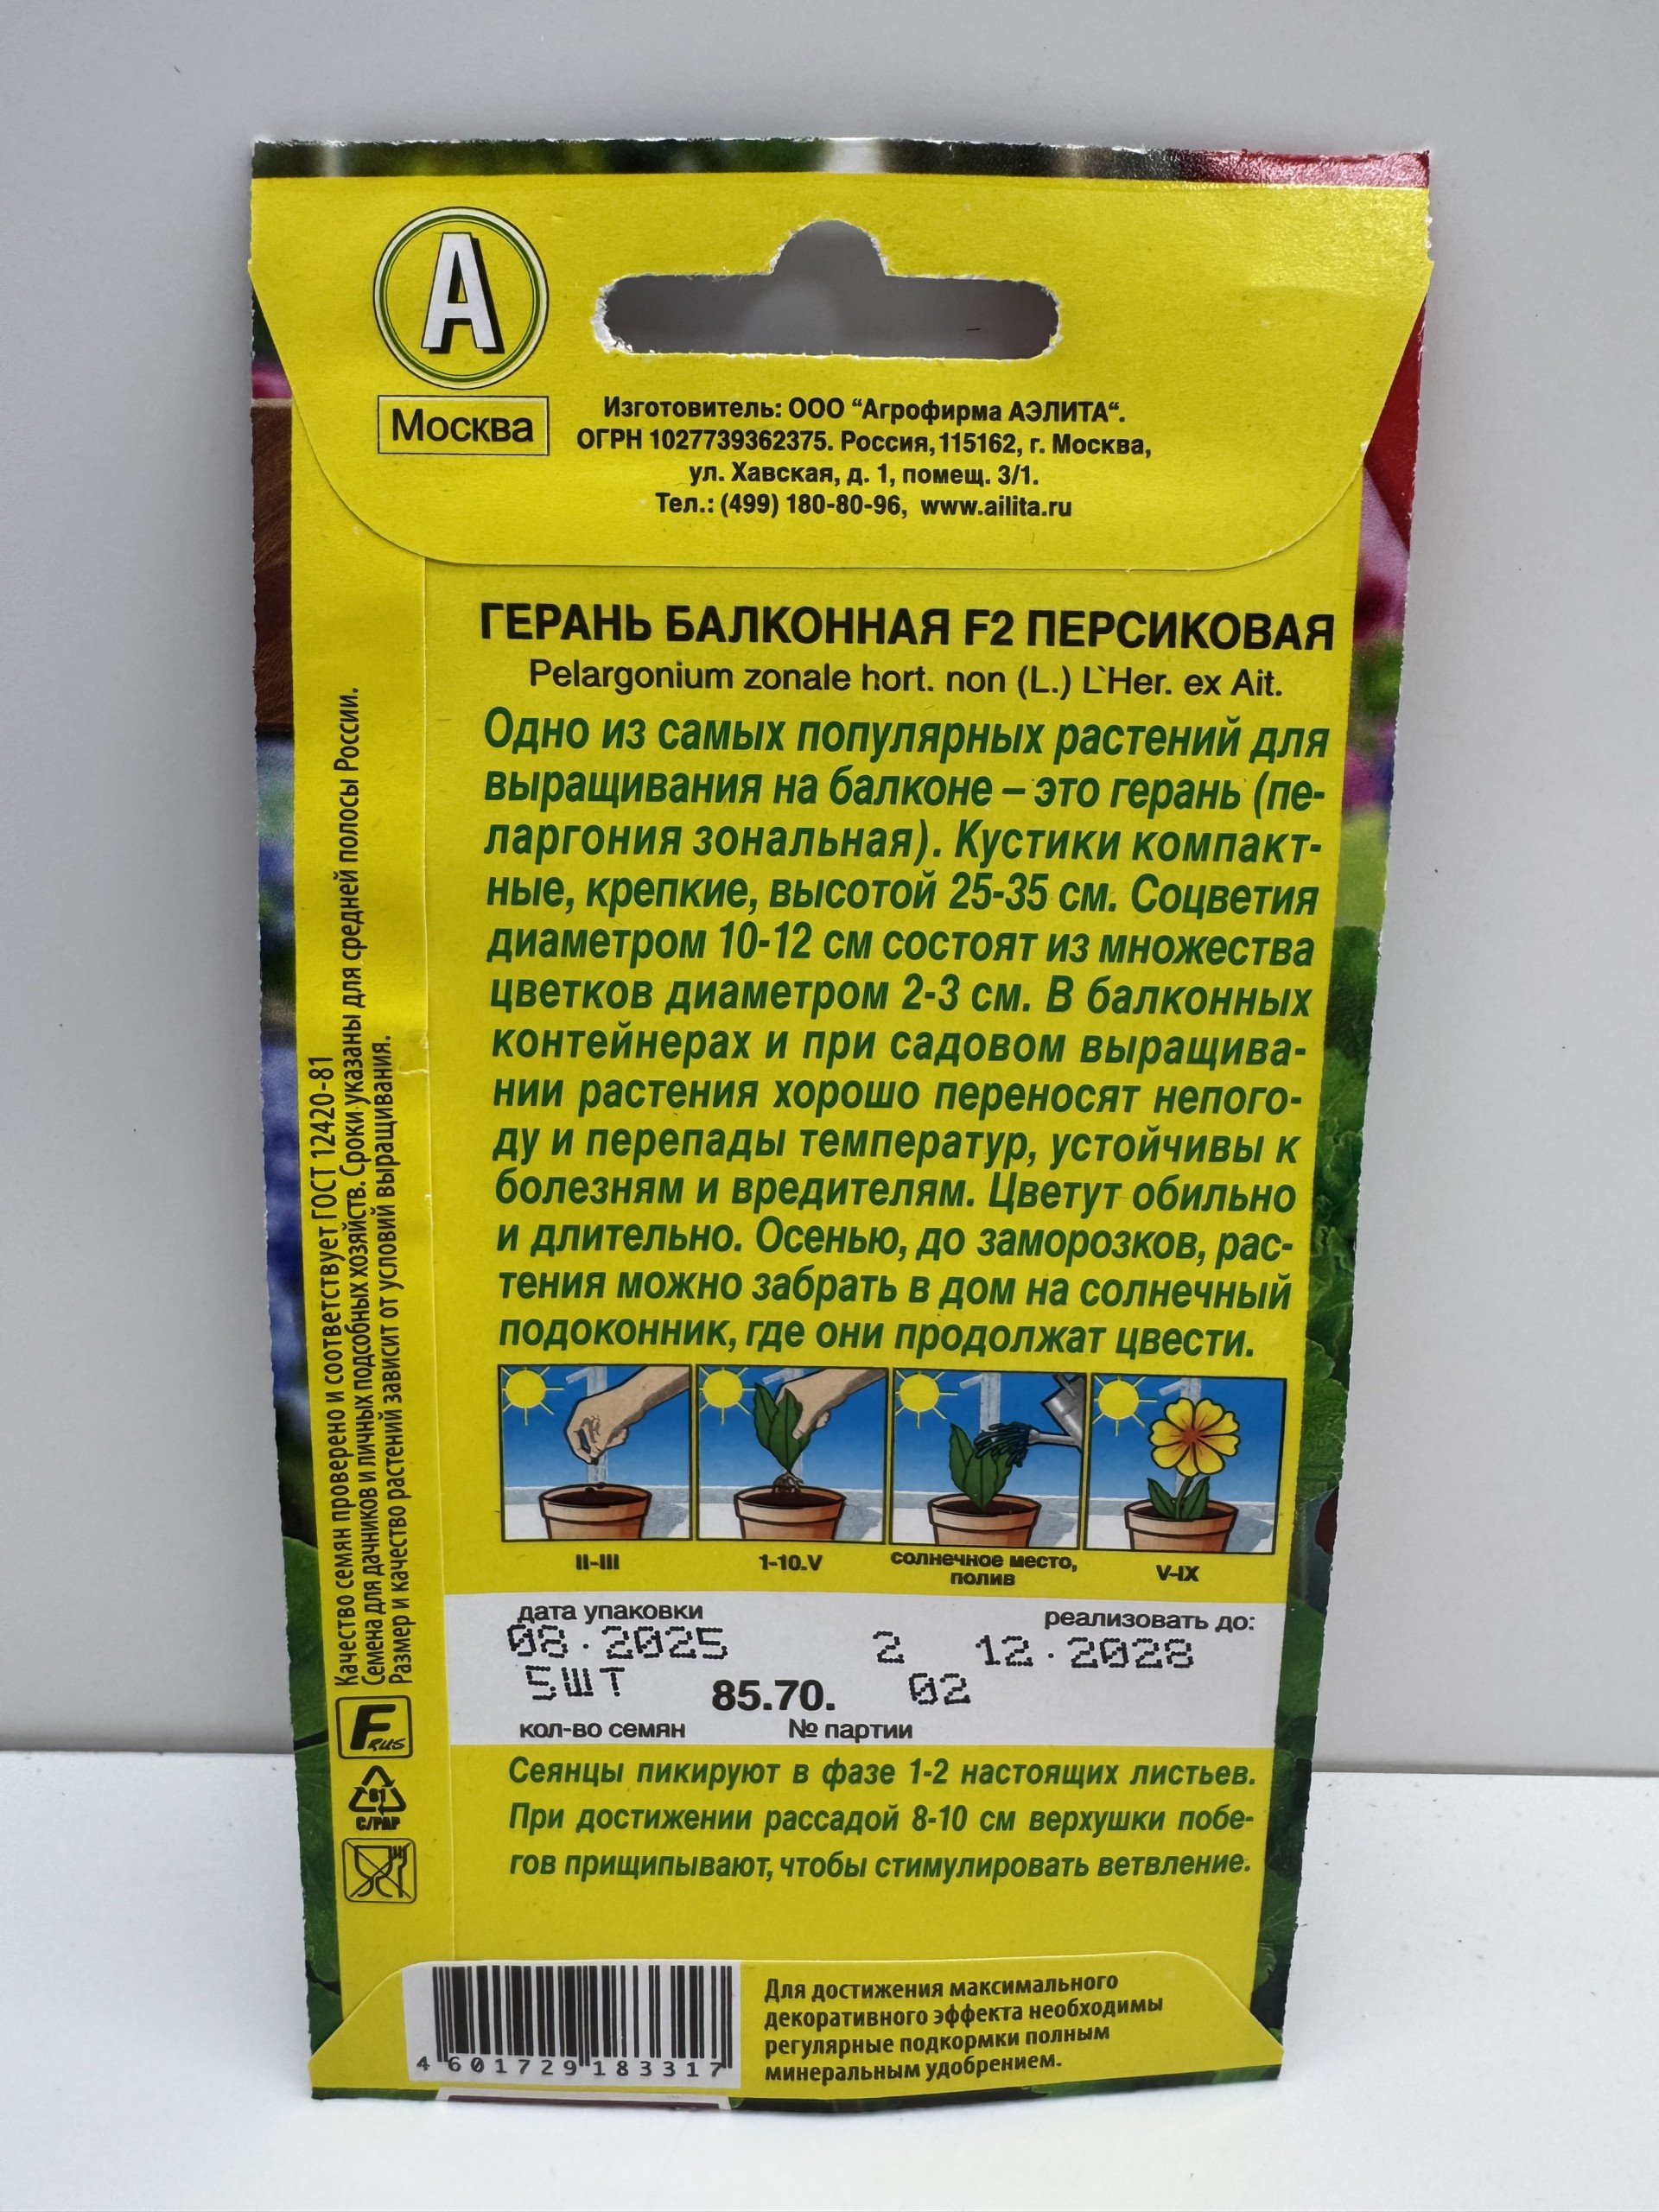 А
Москва
Изготовитель: ООО “Агрофирма АЭЛИТА“.
ОГРН 1027739362375. Россия, 115162, г. Москва,
ул. Хавская, д. 1, помещ. 3/1.
Тел.: (499) 180-80-96, www.ailita.ru
ГЕРАНЬ БАЛКОННАЯ F2 ПЕРСИКОВАЯ
Pelargonium zonale hort. non (L.) L`Her. ex Ait.
Одно из самых популярных растений для
выращивания на балконе – это герань (пе-
ларгония зональная). Кустики компакт-
ные, крепкие, высотой 25-35 см. Соцветия
диаметром 10-12 см состоят из множества
цветков диаметром 2-3 см. В балконных
контейнерах и при садовом выращива-
нии растения хорошо переносят непого-
ду и перепады температур, устойчивы к
болезням и вредителям. Цветут обильно
и длительно. Осенью, до заморозков, рас-
тения можно забрать в дом на солнечный
подоконник, где они продолжат цвести.
II-III
1-10.V
солнечное место,
полив
V-IX
дата упаковки
реализовать до:
08.2025 2 12.2028
5ШТ 85.70. 02
кол-во семян
№ партии
Сеянцы пикируют в фазе 1-2 настоящих листьев.
При достижении рассадой 8-10 см верхушки побе-
гов прищипывают, чтобы стимулировать ветвление.
Для достижения максимального
декоративного эффекта необходимы
регулярные подкормки полным
минеральным удобрением.
4 601729 183317
Качество семян проверено и соответствует ГОСТ 12420-81
Семена для дачников и личных подсобных хозяйств. Сроки указаны для средней полосы России.
Размер и качество растений зависит от условий выращивания.
F RUS
81
C/PAP